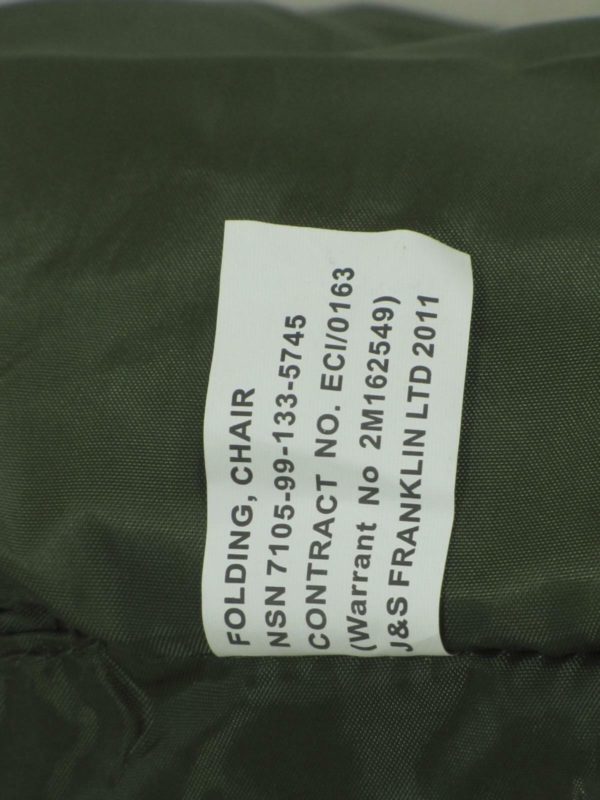 FOLDING, CHAIR
NSN 7105-99-133-5745
CONTRACT NO. ECI/0163
(Warrant No 2M162549)
J&S FRANKLIN LTD 2011